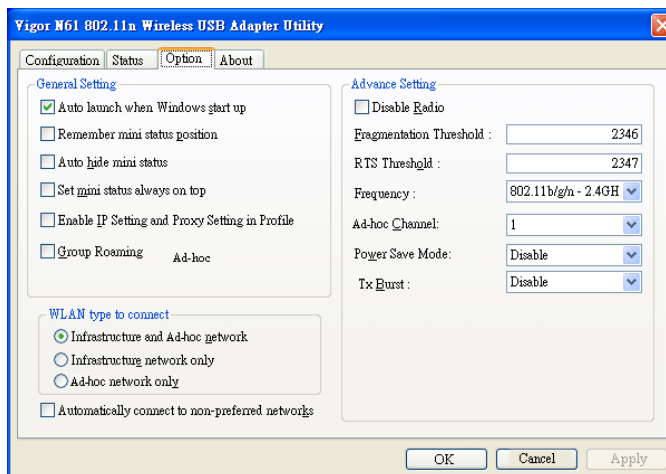 Vigor N61 802.11n Wireless USB Adapter Utility
Configuration Status Option About
General Setting
Auto launch when Windows start up
Remember mini status position
Auto hide mini status
Set mini status always on top
Enable IP Setting and Proxy Setting in Profile
Group Roaming Ad-hoc
WLAN type to connect
Infrastructure and Ad-hoc network
Infrastructure network only
Ad-hoc network only
Automatically connect to non-preferred networks
Advance Setting
Disable Radio
Fragmentation Threshold : 2346
RTS Threshold : 2347
Frequency : 802.11b/g/n - 2.4GH
Ad-hoc Channel: 1
Power Save Mode: Disable
Tx Burst : Disable
OK Cancel Apply